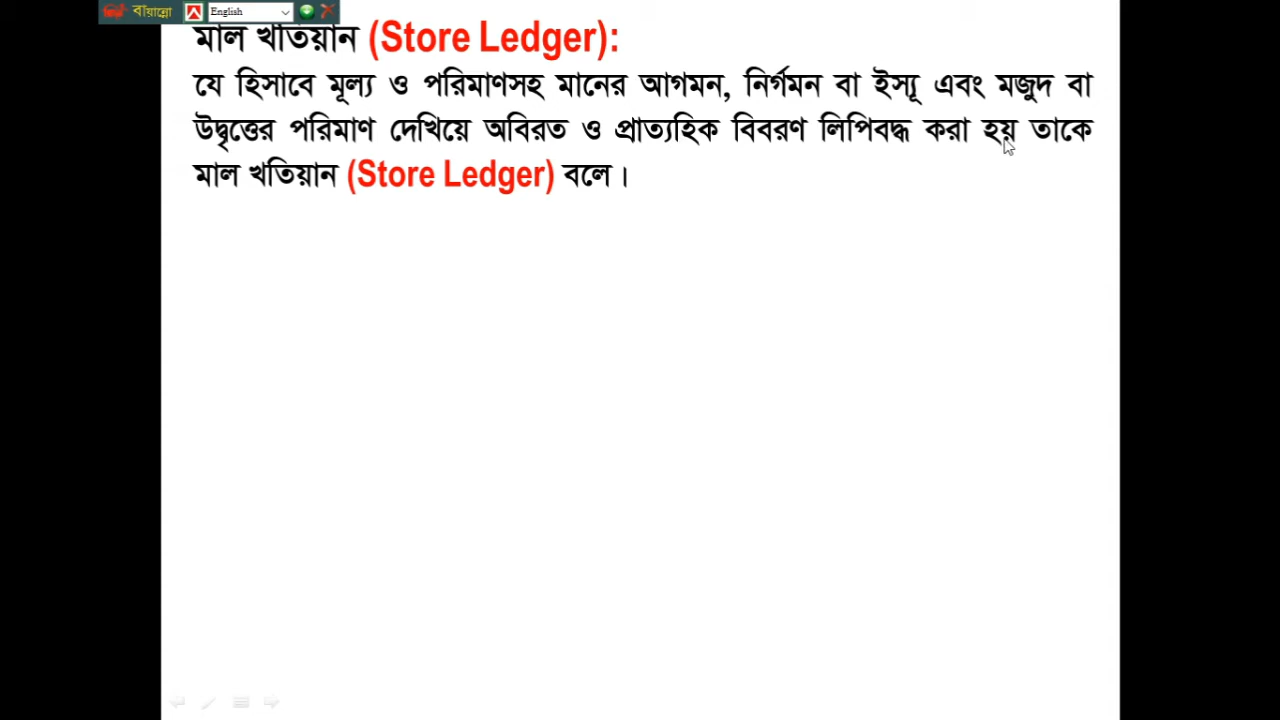 বায়ান্নো English
মাল খতিয়ান (Store Ledger):
যে হিসাবে মূল্য ও পরিমাণসহ মানের আগমন, নির্গমন বা ইস্যূ এবং মজুদ বা
উদ্বৃত্তের পরিমাণ দেখিয়ে অবিরত ও প্রাত্যহিক বিবরণ লিপিবদ্ধ করা হয় তাকে
মাল খতিয়ান (Store Ledger) বলে।